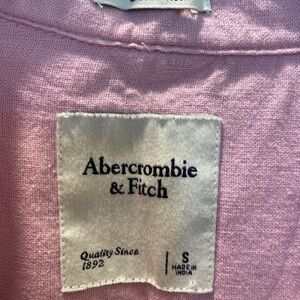 Abercrombie
& Fitch
Quality Since
1892
S
MADE IN
INDIA